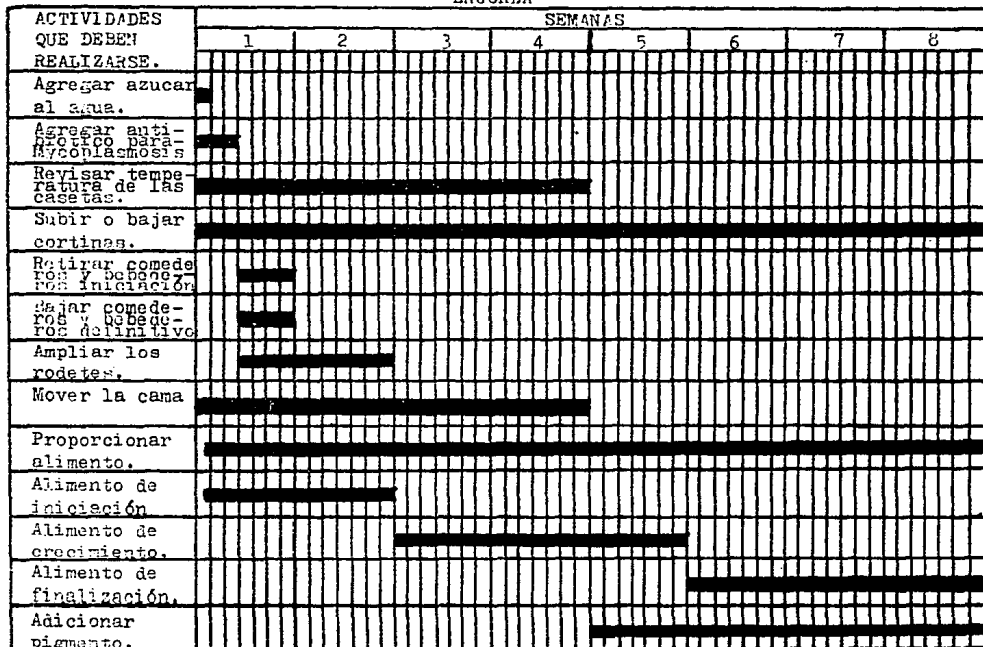 ACTIVIDADES
QUE DEBEN
REALIZARSE.
SEMANAS
1 2 3 4 5 6 7 8
Agregar azucar
al agua.
Agregar anti-
biotico para
Mycoplasmosis
Revisar tempe-
ratura de las
casetas.
Subir o bajar
cortinas.
Retirar comede
ros y bebede-
ros iniciación
Bajar comede-
ros y bebede-
ros definitivo
Ampliar los
rodetes.
Mover la cama
Proporcionar
alimento.
Alimento de
iniciación
Alimento de
crecimiento.
Alimento de
finalización.
Adicionar
pigmento.